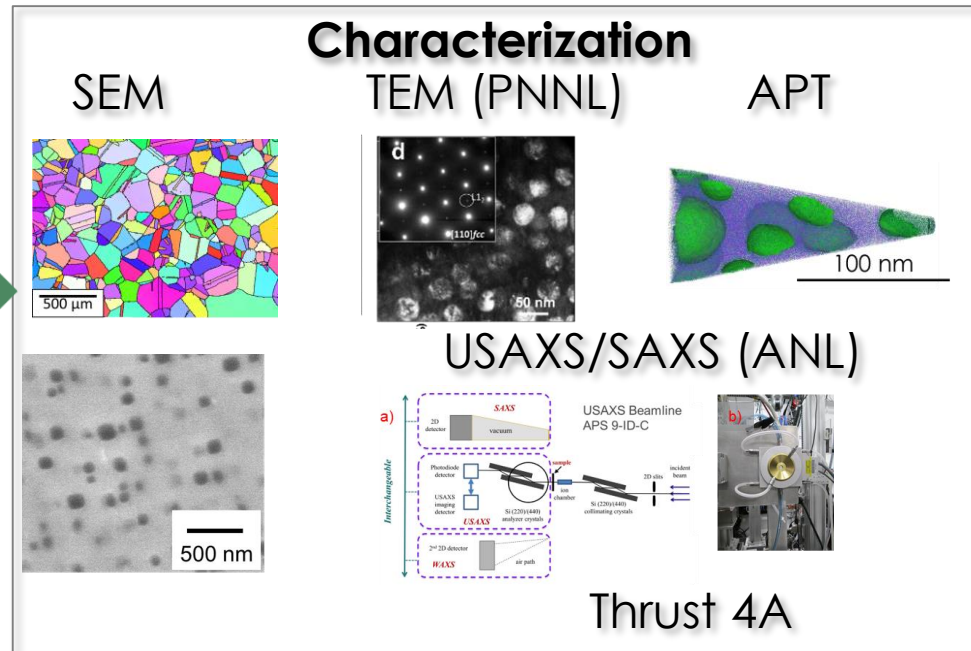 Characterization
SEM
TEM (PNNL)
APT
500 µm
d
L1₂
[110]fcc
50 nm
100 nm
500 nm
USAXS/SAXS (ANL)
a)
SAXS
2D
detector
vacuum
USAXS Beamline
APS 9-ID-C
b)
Interchangeable
Photodiode
detector
USAXS
imaging
detector
USAXS
Si (220)/(440)
analyzer crystals
sample
ion
chamber
Si (220)/(440)
collimating crystals
2D slits
incident
beam
2nd 2D detector
WAXS
air path
Thrust 4A